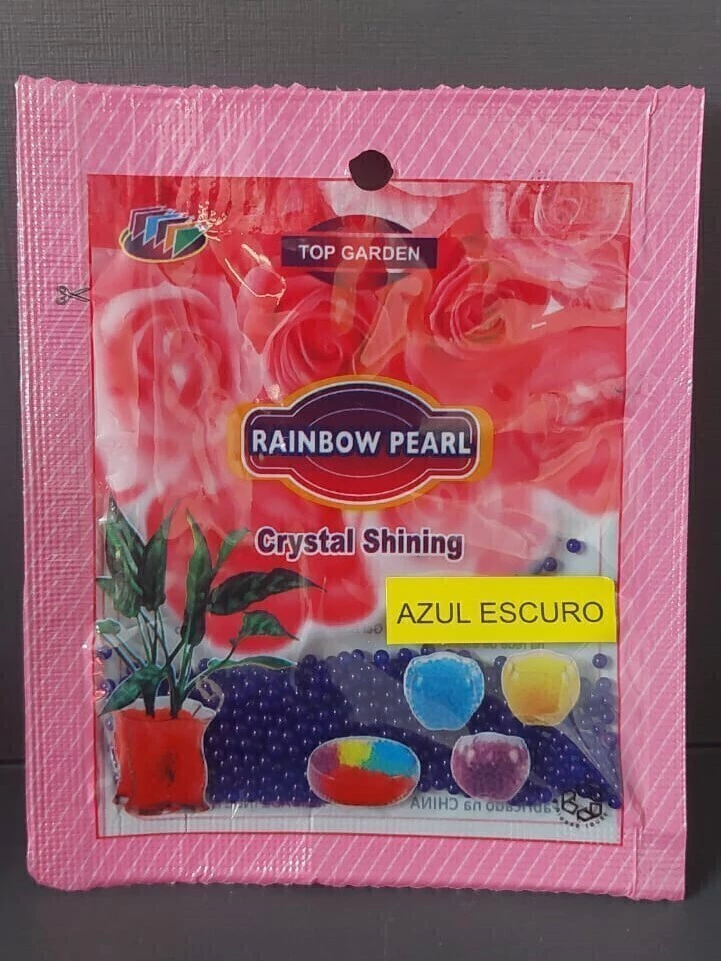 TOP GARDEN
RAINBOW PEARL
Crystal Shining
AZUL ESCURO
Fabricado na CHINA